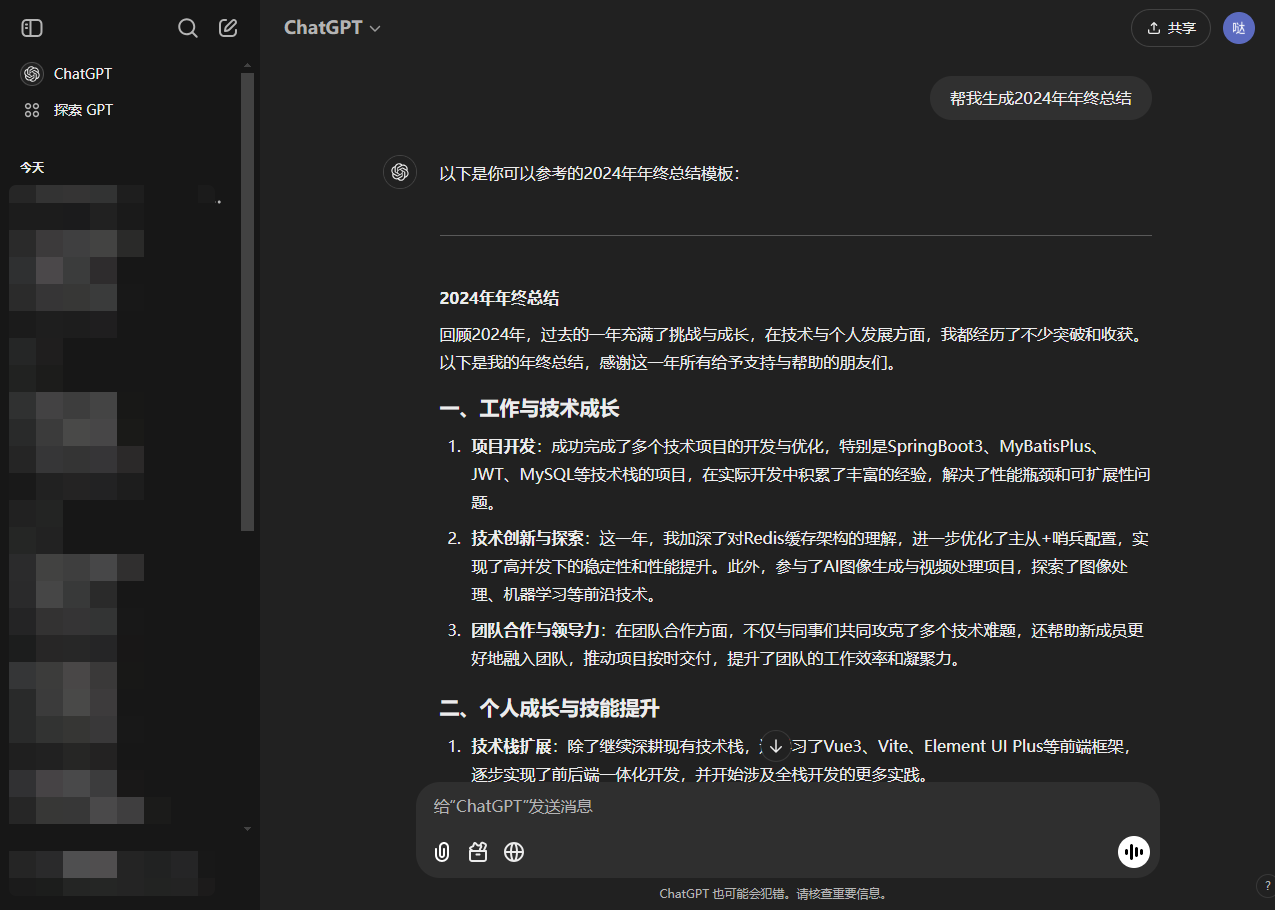 ChatGPT
共享
哒
ChatGPT
探索 GPT
今天
帮我生成2024年年终总结
以下是你可以参考的2024年年终总结模板：
2024年年终总结
回顾2024年，过去的一年充满了挑战与成长，在技术与个人发展方面，我都经历了不少突破和收获。
以下是我的年终总结，感谢这一年所有给予支持与帮助的朋友们。
一、工作与技术成长
1. 项目开发：成功完成了多个技术项目的开发与优化，特别是SpringBoot3、MyBatisPlus、
JWT、MySQL等技术栈的项目，在实际开发中积累了丰富的经验，解决了性能瓶颈和可扩展性问
题。
2. 技术创新与探索：这一年，我加深了对Redis缓存架构的理解，进一步优化了主从+哨兵配置，实
现了高并发下的稳定性和性能提升。此外，参与了AI图像生成与视频处理项目，探索了图像处
理、机器学习等前沿技术。
3. 团队合作与领导力：在团队合作方面，不仅与同事们共同攻克了多个技术难题，还帮助新成员更
好地融入团队，推动项目按时交付，提升了团队的工作效率和凝聚力。
二、个人成长与技能提升
1. 技术栈扩展：除了继续深耕现有技术栈，习了Vue3、Vite、Element UI Plus等前端框架，
逐步实现了前后端一体化开发，并开始涉及全栈开发的更多实践。
给“ChatGPT”发送消息
ChatGPT 也可能会犯错。请核查重要信息。
?